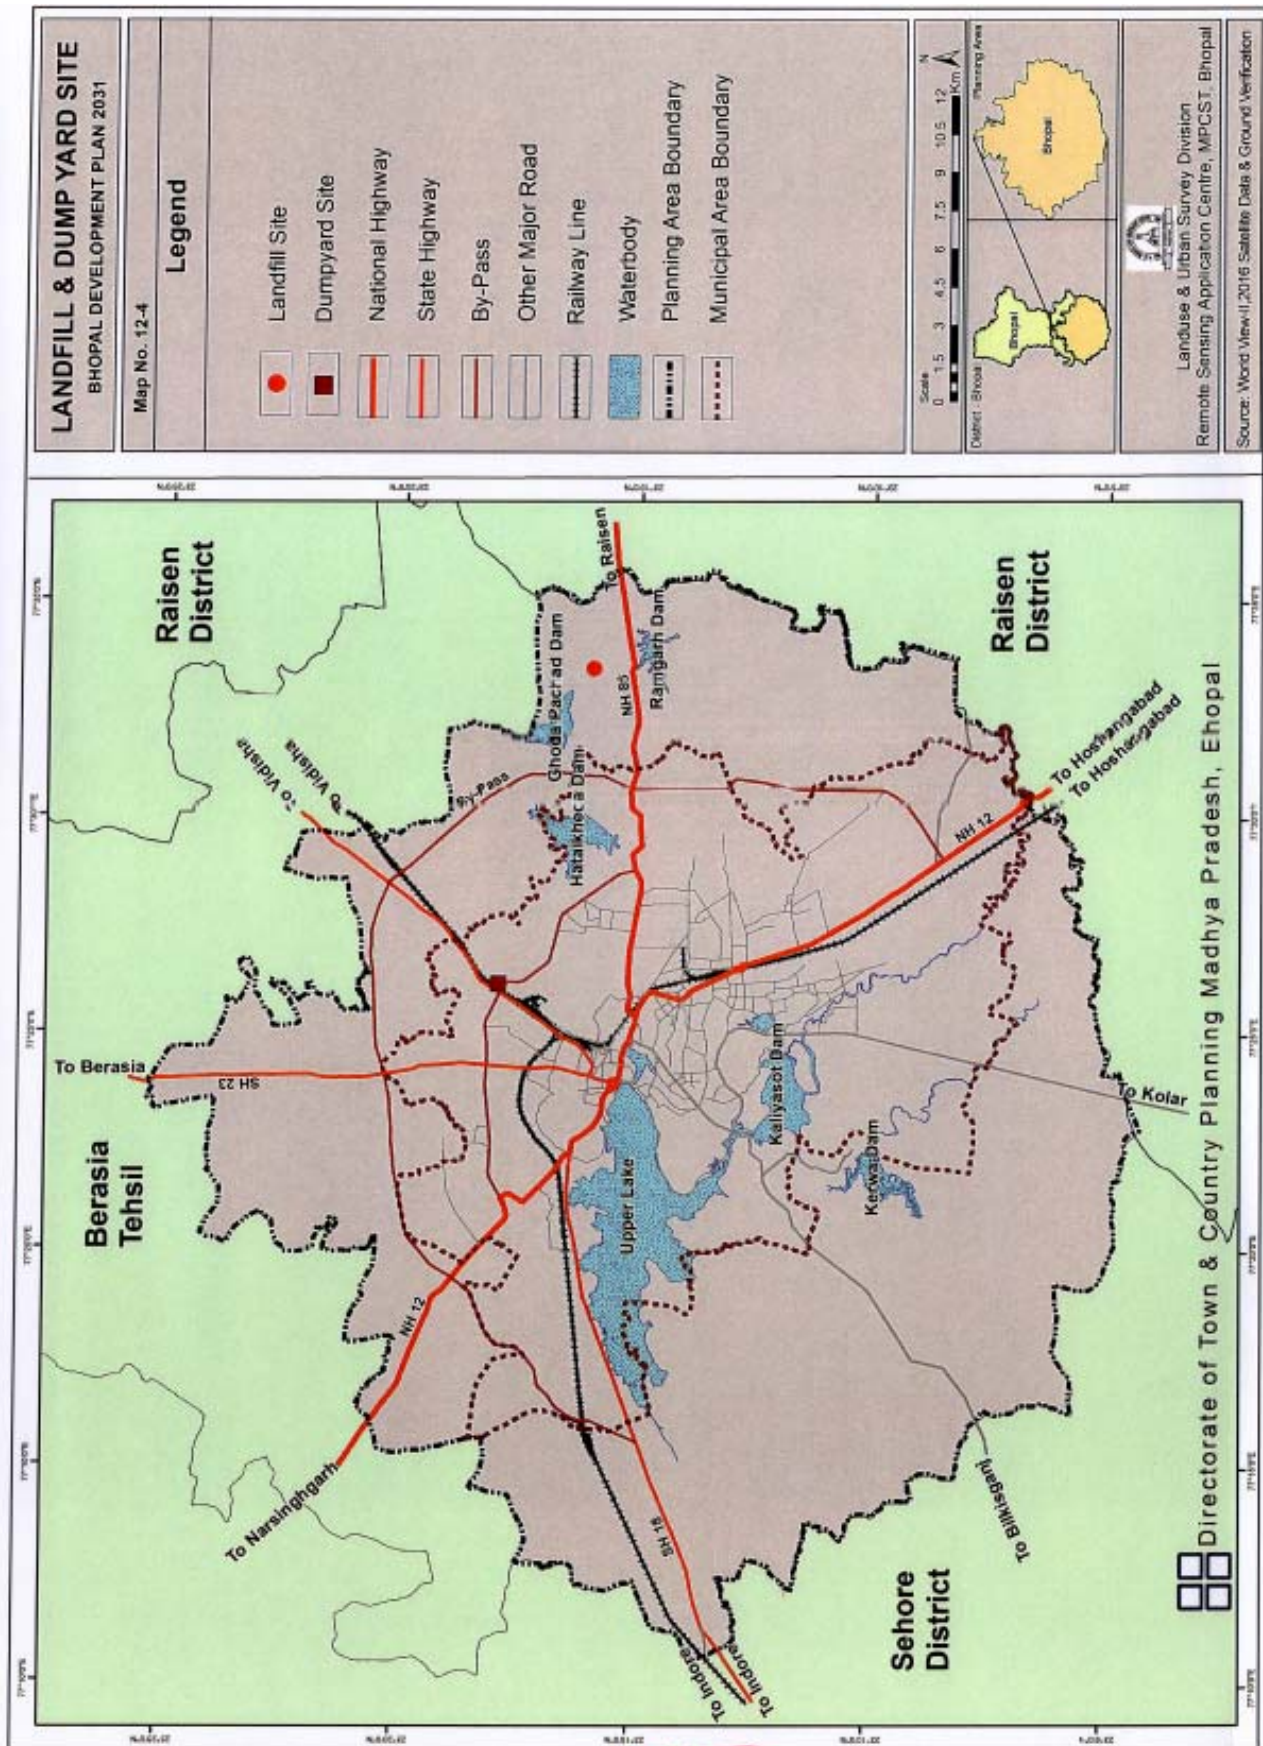 LANDFILL & DUMP YARD SITE
BHOPAL DEVELOPMENT PLAN 2031
Map No. 12-4
Legend
Landfill Site
Dumpyard Site
National Highway
State Highway
By-Pass
Other Major Road
Railway Line
Waterbody
Planning Area Boundary
Municipal Area Boundary
Scale
0 1.5 3 4.5 6 7.5 9 10.5 12
Km
N
District - Bhopal
Planning Area
Bhopal
Bhopal
Landuse & Urban Survey Division
Remote Sensing Application Centre, MPCST, Bhopal
Source: World View-II,2016 Satellite Data & Ground Verification
Raisen
District
To Vidisha
To Vidisha
To Raisen
To Berasia
SH 23
Berasia
Tehsil
By-Pass
Ghoda Pachad Dam
Hataikheca Dam
NH 85
Ramgarh Dam
Raisen
District
NH 12
To Narsinghgarh
Upper Lake
Kaliyasot Dam
Kerwa Dam
NH 12
To Hoshangabad
To Hoshangabad
To Kolar
SH 18
To Indore
To Indore
To Bilkisganj
Sehore
District
Directorate of Town & Country Planning Madhya Pradesh, Ehopal